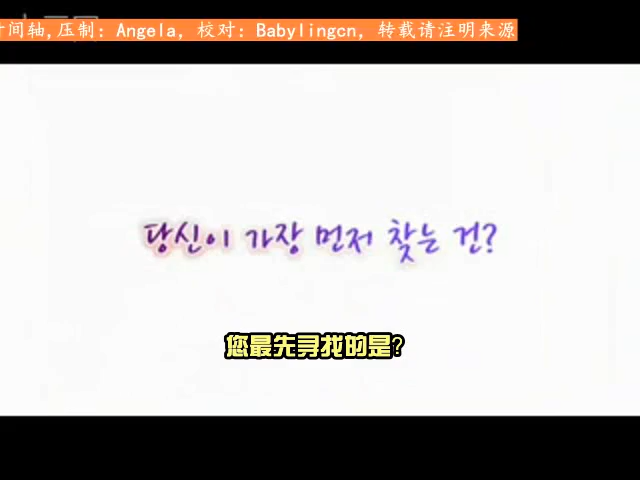 间轴,压制: Angela, 校对: Babylingcn, 转载请注明来源
당신이 가장 먼저 찾는 건?
您最先寻找的是?